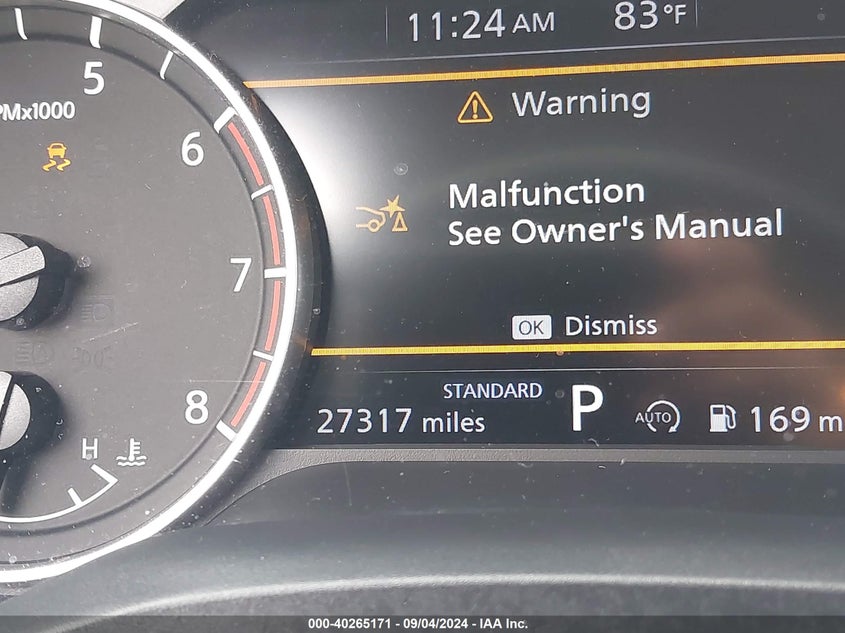 11:24 AM
83°F
5
PMx1000
Warning
6
Malfunction
See Owner's Manual
7
OK Dismiss
STANDARD
8
27317 miles
P
AUTO
169 m
H
000-40265171 - 09/04/2024 - IAA Inc.